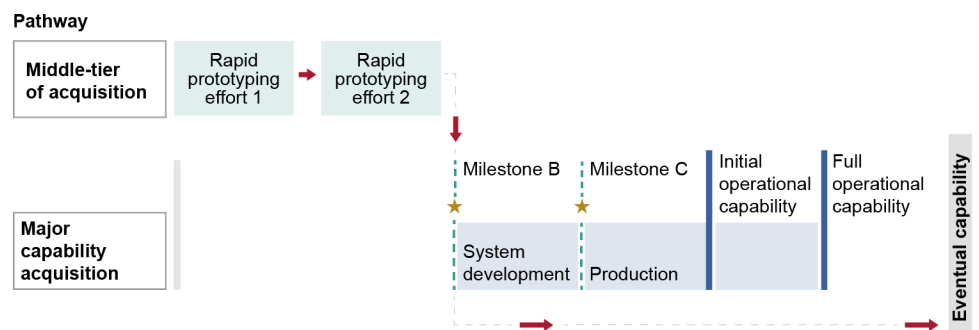 Pathway
Middle-tier
of acquisition
Rapid
prototyping
effort 1
Rapid
prototyping
effort 2
Major
capability
acquisition
Milestone B
Milestone C
Initial
operational
capability
Full
operational
capability
System
development
Production
Eventual capability